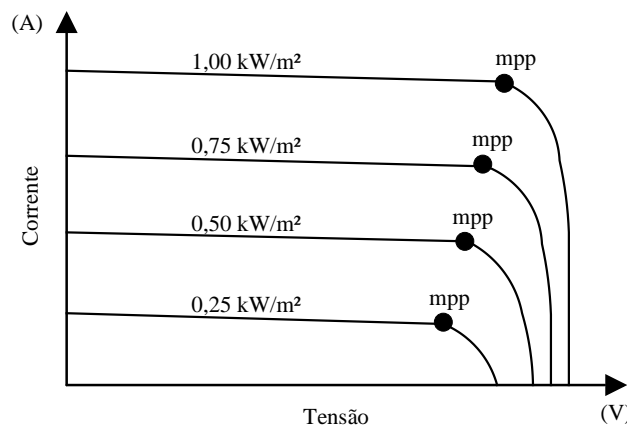 (A)
mpp
1,00 kW/m²
mpp
0,75 kW/m²
mpp
0,50 kW/m²
mpp
0,25 kW/m²
Corrente
(V)
Tensão